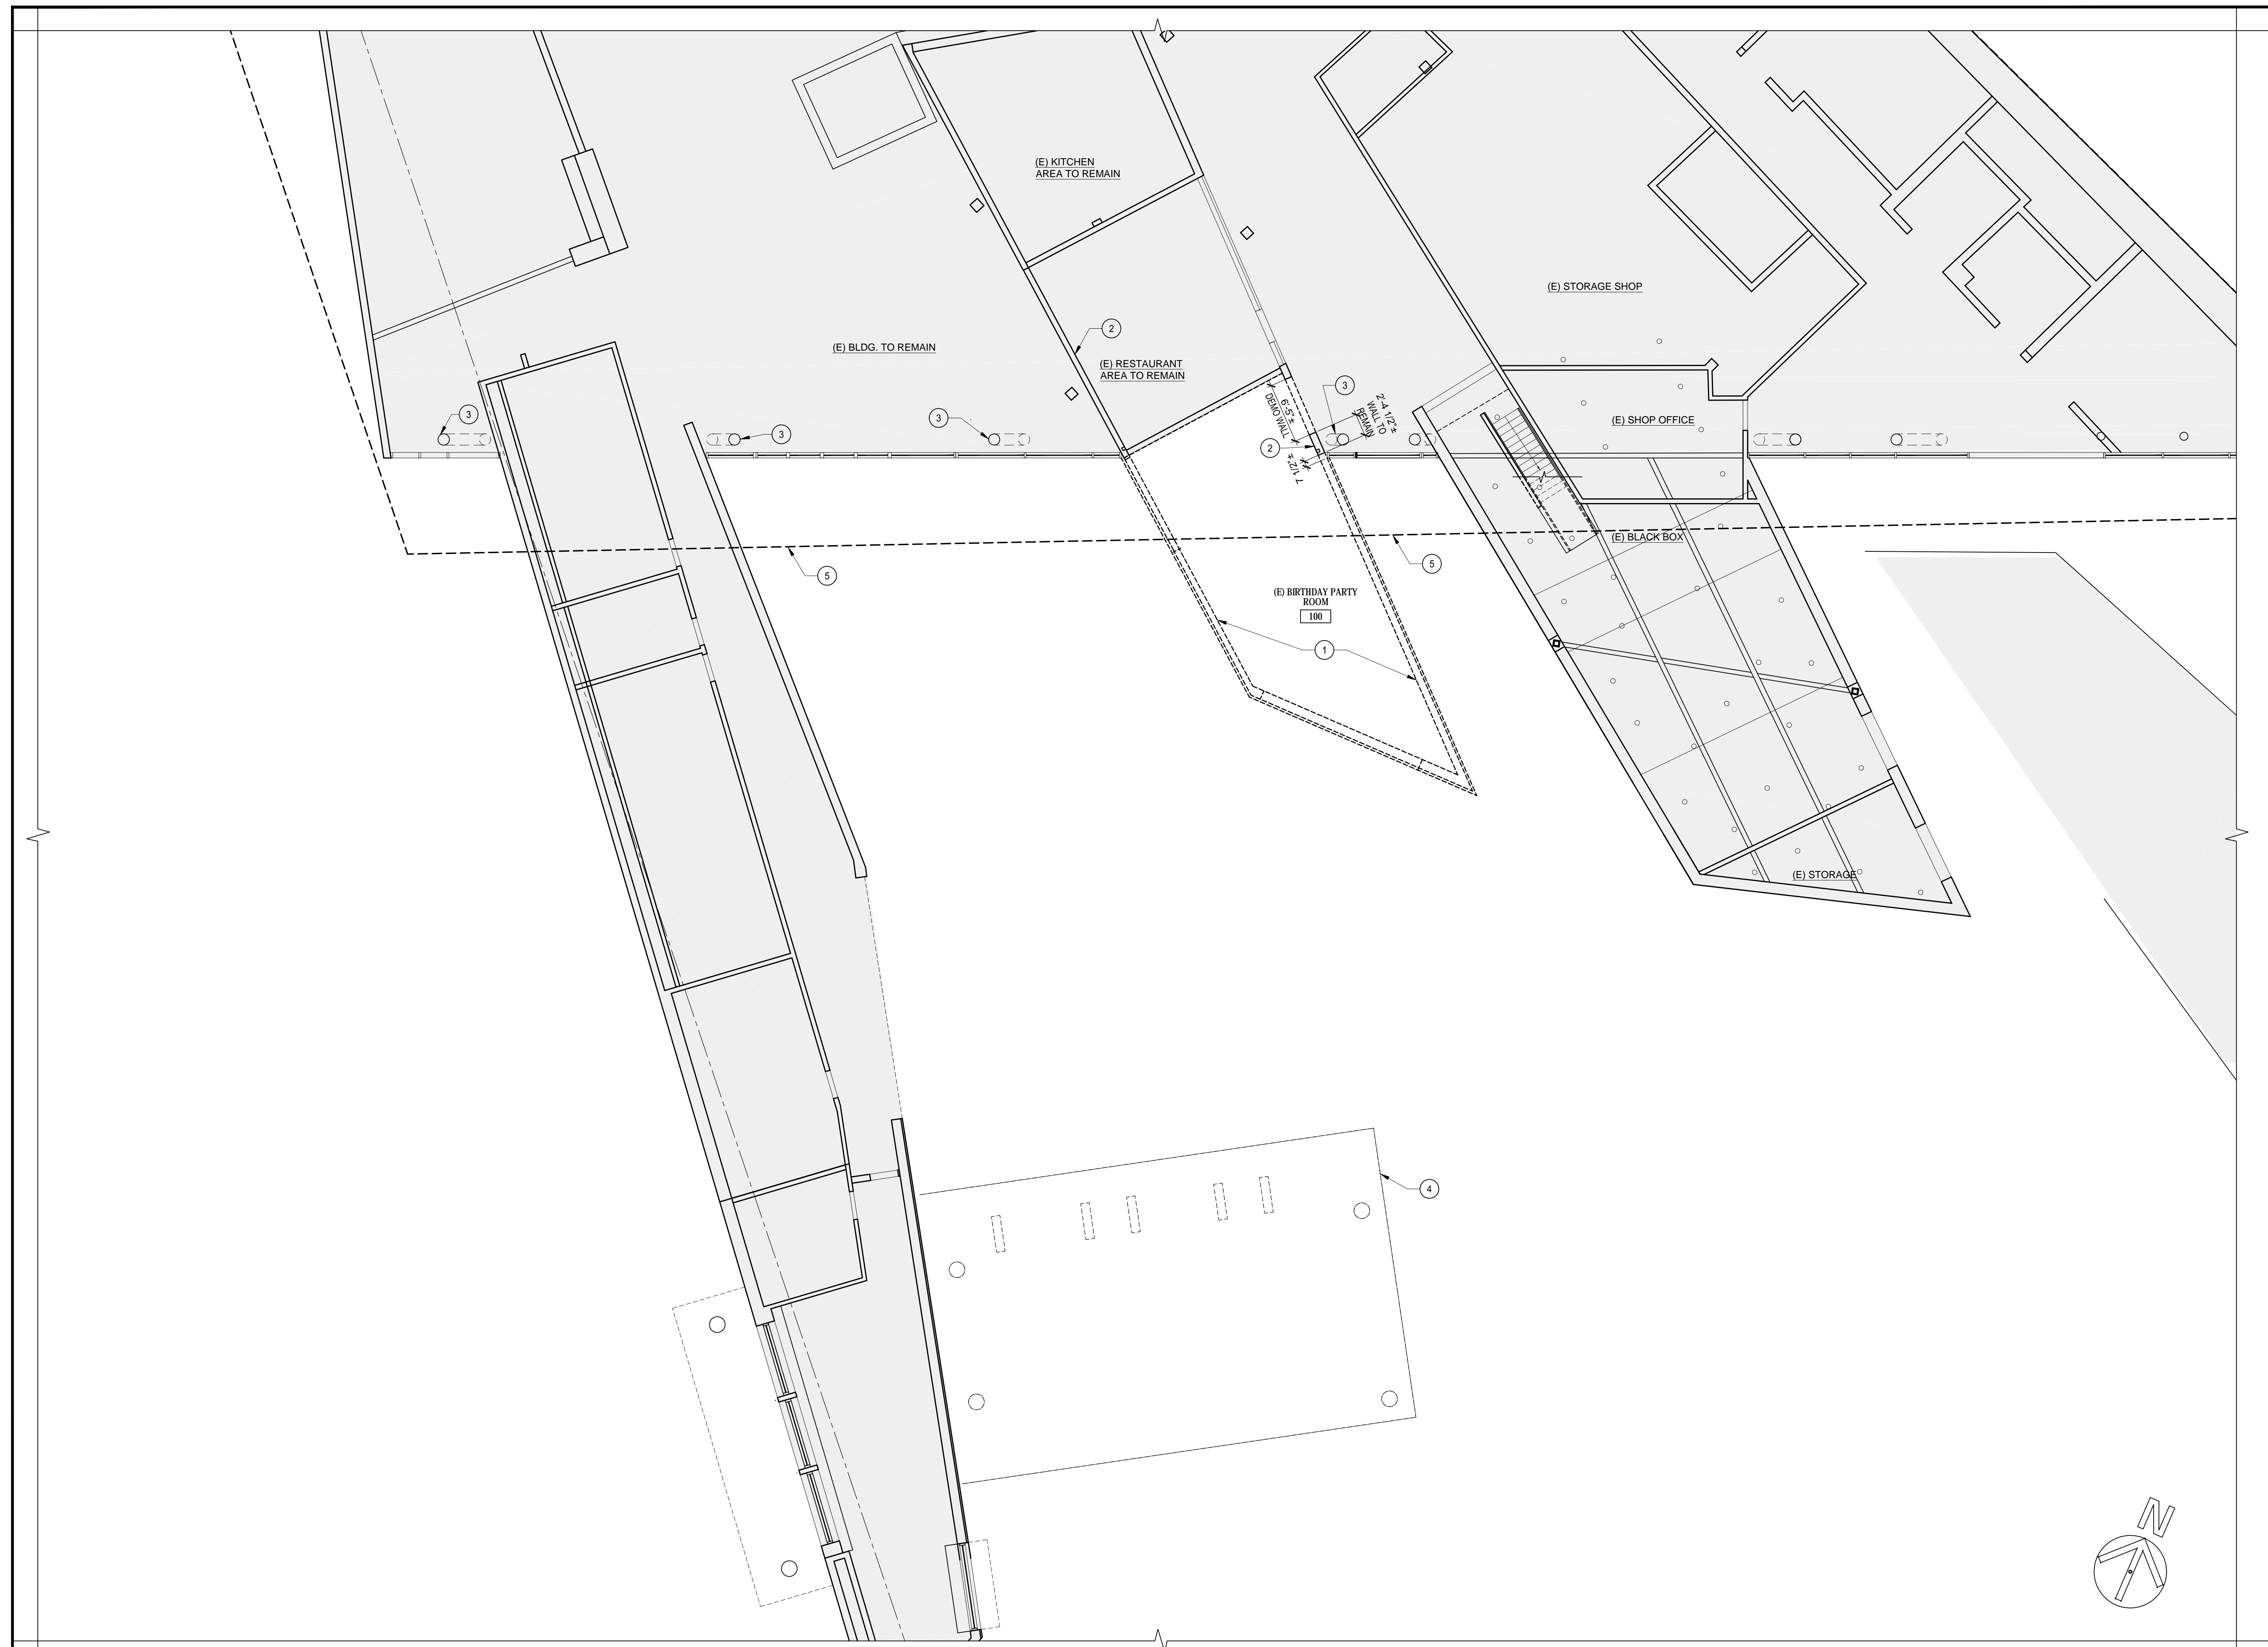 (E) KITCHEN
AREA TO REMAIN
(E) STORAGE SHOP
2
(E) BLDG. TO REMAIN
(E) RESTAURANT
AREA TO REMAIN
3
3
3
3
6'-5"±
DEMO WALL
2'-4 1/2"±
WALL TO
REMAIN
2
7 1/2"±
(E) SHOP OFFICE
(E) BLACK BOX
5
5
(E) BIRTHDAY PARTY
ROOM
100
1
(E) STORAGE
4
N